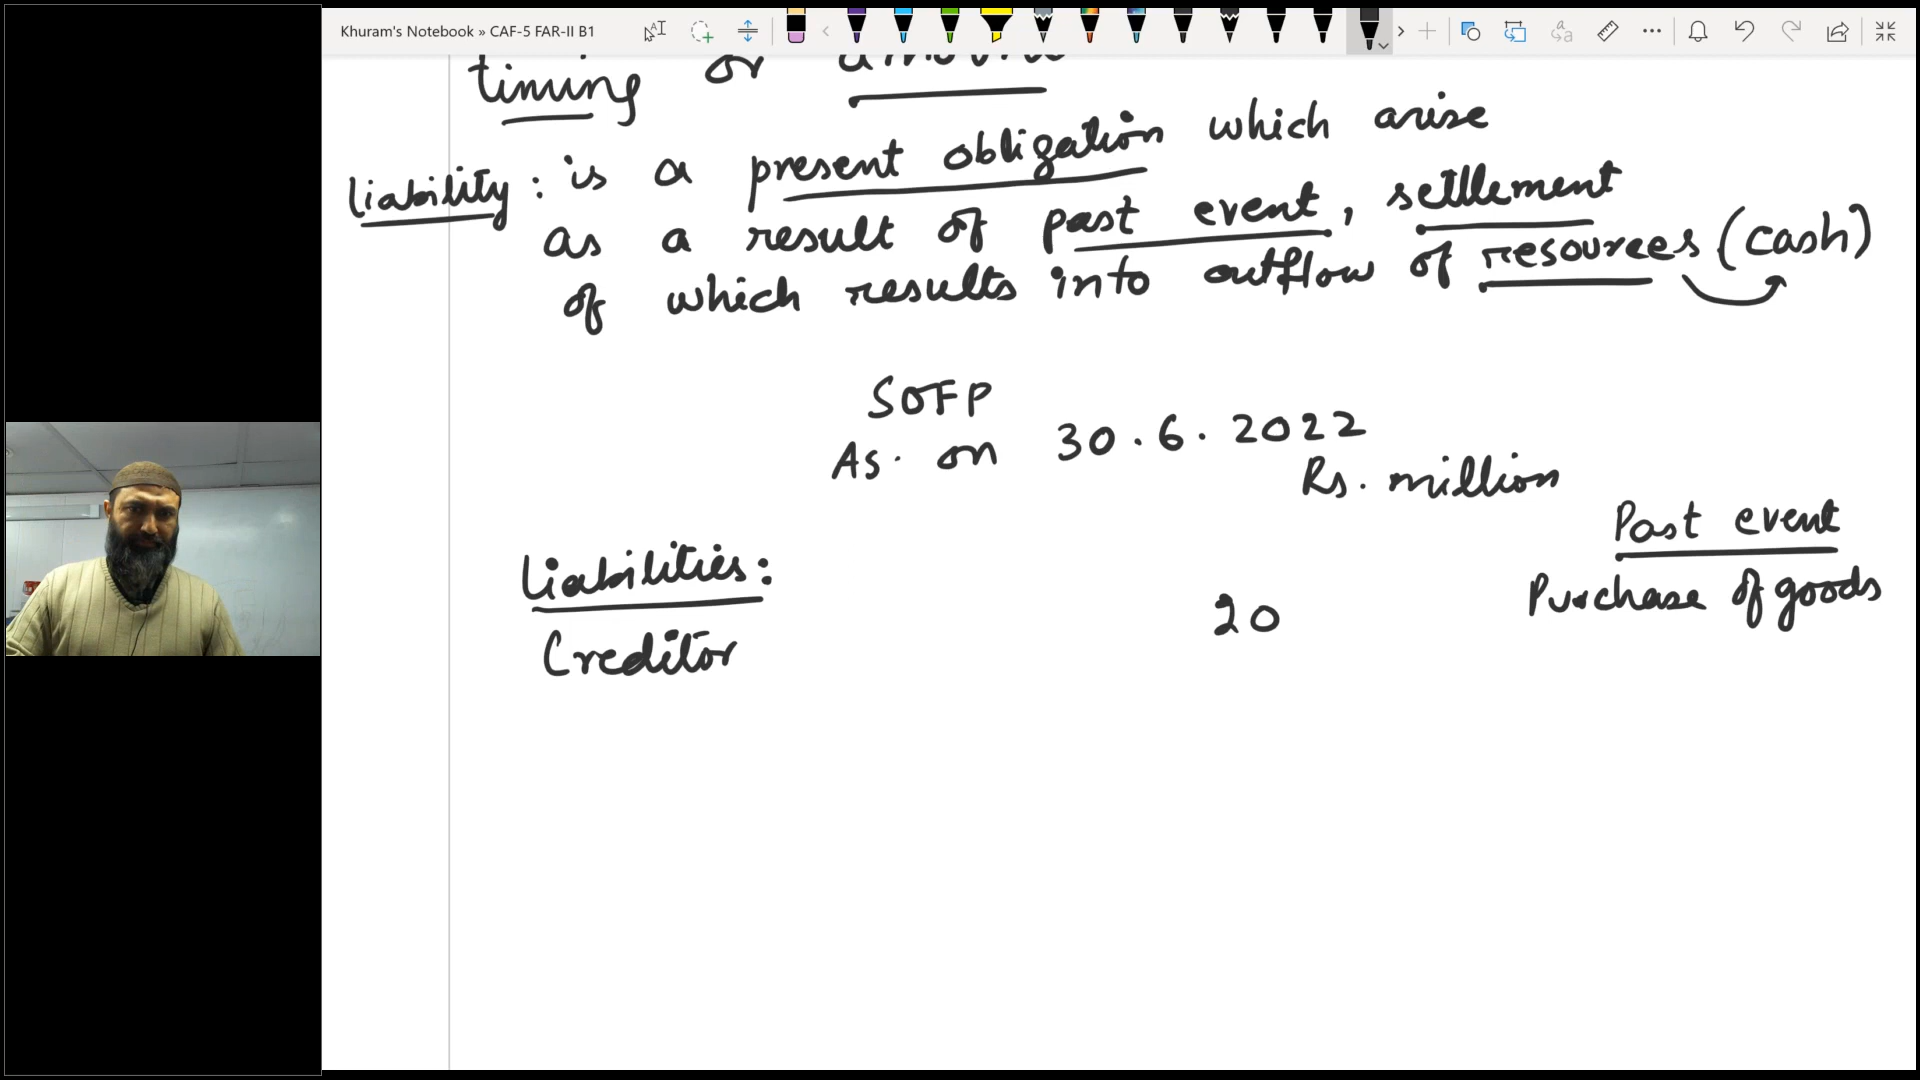 Khuram's Notebook » CAF-5 FAR-II B1
timing or amount
liability : is a present obligation which arise
as a result of past event, settlement
of which results into outflow of resources (cash)
SOFP
As. on 30.6.2022
Rs. million
Past event
Liabilities:
Creditor 20 Purchase of goods